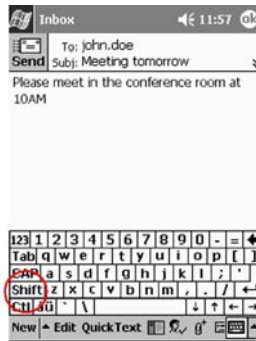 Inbox 11:57 ok
Send To: john.doe
Subj: Meeting tomorrow
Please meet in the conference room at
10AM
123 1 2 3 4 5 6 7 8 9 0 - =
Tab q w e r t y u i o p [ ]
CAP a s d f g h j k l ; '
Shift z x c v b n m , . /
Ctl áü ` \
New Edit QuickText